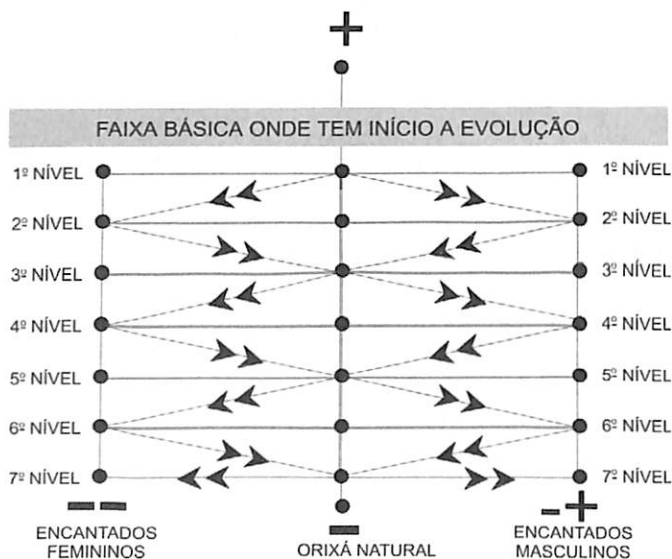 +
FAIXA BÁSICA ONDE TEM INÍCIO A EVOLUÇÃO
1º NÍVEL 1º NÍVEL
2º NÍVEL 2º NÍVEL
3º NÍVEL 3º NÍVEL
4º NÍVEL 4º NÍVEL
5º NÍVEL 5º NÍVEL
6º NÍVEL 6º NÍVEL
7º NÍVEL 7º NÍVEL
– – – – +
ENCANTADOS FEMININOS
ORIXÁ NATURAL
ENCANTADOS MASCULINOS